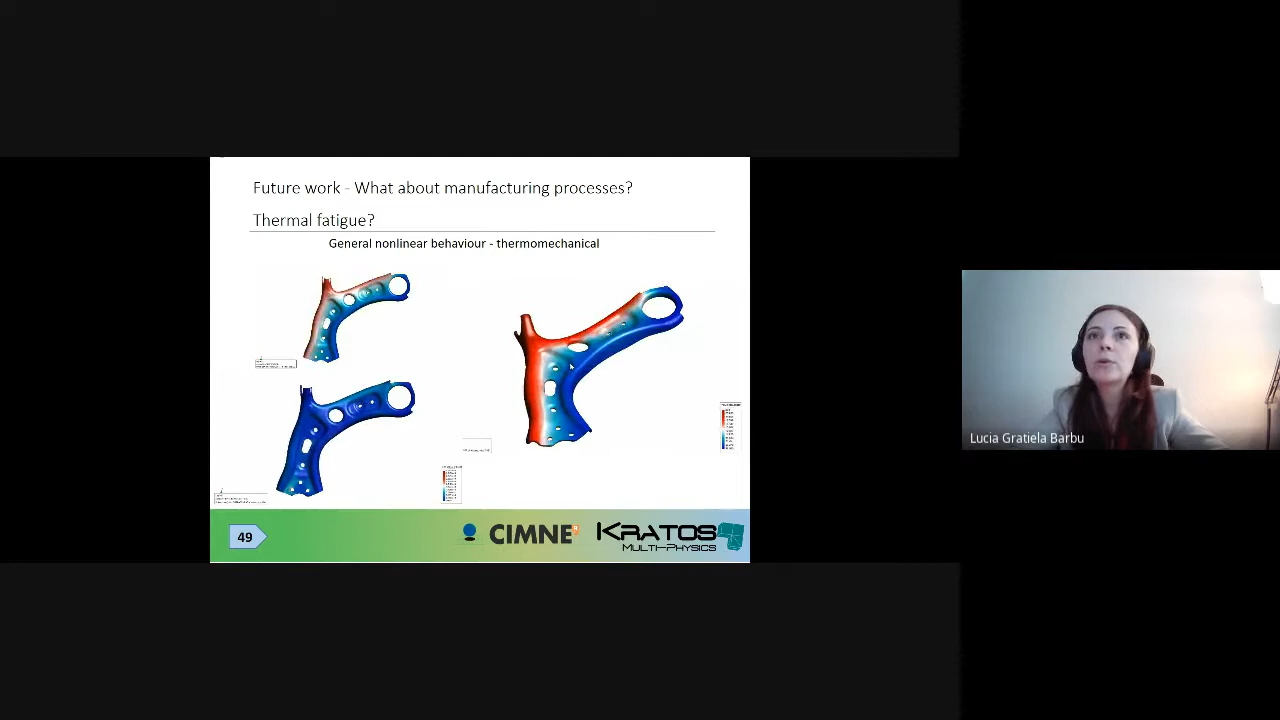 Future work - What about manufacturing processes?
Thermal fatigue?
General nonlinear behaviour - thermomechanical
49
CIMNE
KRATOS
MULTI-PHYSICS
Lucia Gratiela Barbu